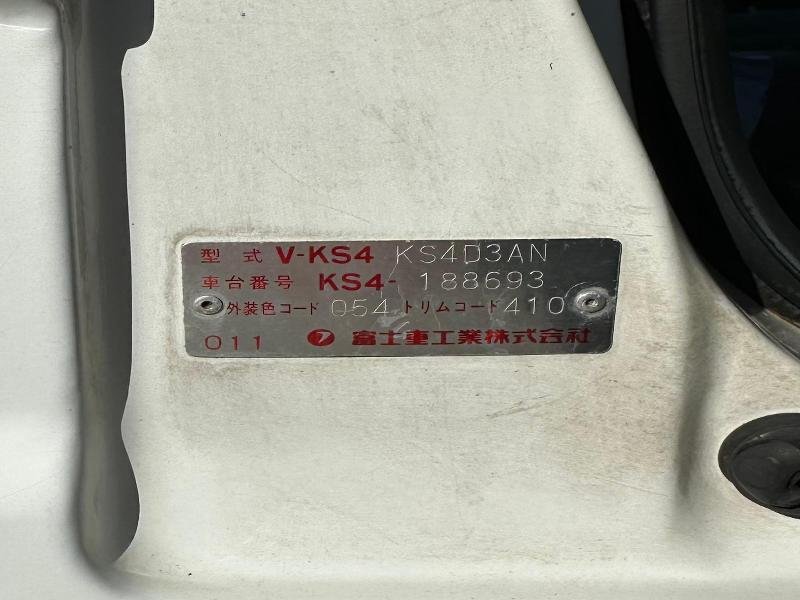 型式 V-KS4 KS4D3AN
車台番号 KS4- 188693
外装色コード 054 トリムコード 410
011 富士重工業株式会社